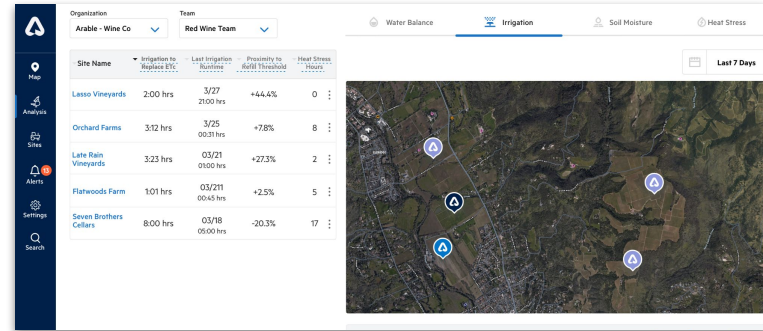 Organization
Team
Arable - Wine Co
Red Wine Team
Water Balance
Irrigation
Soil Moisture
Heat Stress
Last 7 Days
Map
Analysis
Sites
13
Alerts
Settings
Search
Site Name
Irrigation to
Replace ETc
Last Irrigation
Runtime
Proximity to
Refill Threshold
Heat Stress
Hours
Lasso Vineyards
2:00 hrs
3/27
21:00 hrs
+44.4%
0
Orchard Farms
3:12 hrs
3/25
00:31 hrs
+7.8%
8
Late Rain
Vineyards
3:23 hrs
03/21
01:00 hrs
+27.3%
2
Flatwoods Farm
1:01 hrs
03/211
00:45 hrs
+2.5%
5
Seven Brothers
Cellars
8:00 hrs
03/18
05:00 hrs
-20.3%
17